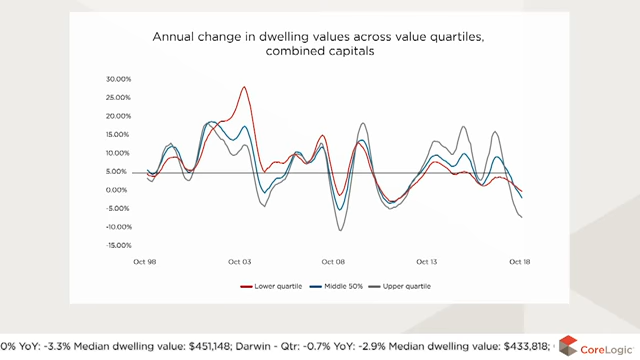 Annual change in dwelling values across value quartiles,
combined capitals
30.00%
25.00%
20.00%
15.00%
10.00%
5.00%
0.00%
-5.00%
-10.00%
-15.00%
Oct 98 Oct 03 Oct 08 Oct 13 Oct 18
Lower quartile Middle 50% Upper quartile
0% YoY: -3.3% Median dwelling value: $451,148; Darwin - Qtr: -0.7% YoY: -2.9% Median dwelling value: $433,818;
CoreLogic